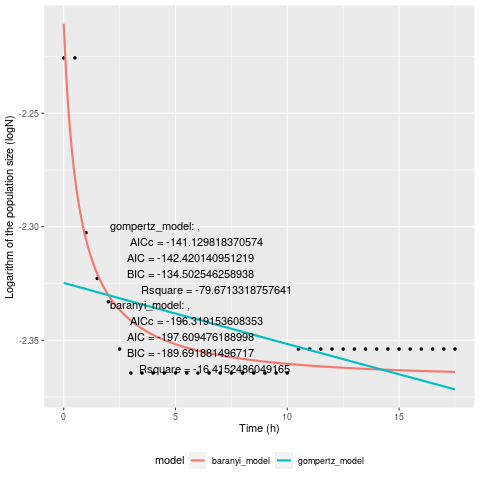 Logarithm of the population size (logN)
-2.25
-2.30
-2.35
gompertz_model: ,
AICc = -141.129818370574
AIC = -142.420140951219
BIC = -134.502546258938
Rsquare = -79.6713318757641
baranyi_model: ,
AICc = -196.319153608353
AIC = -197.609476188998
BIC = -189.691881496717
Rsquare = -16.4152486049165
0 5 10 15
Time (h)
model baranyi_model gompertz_model